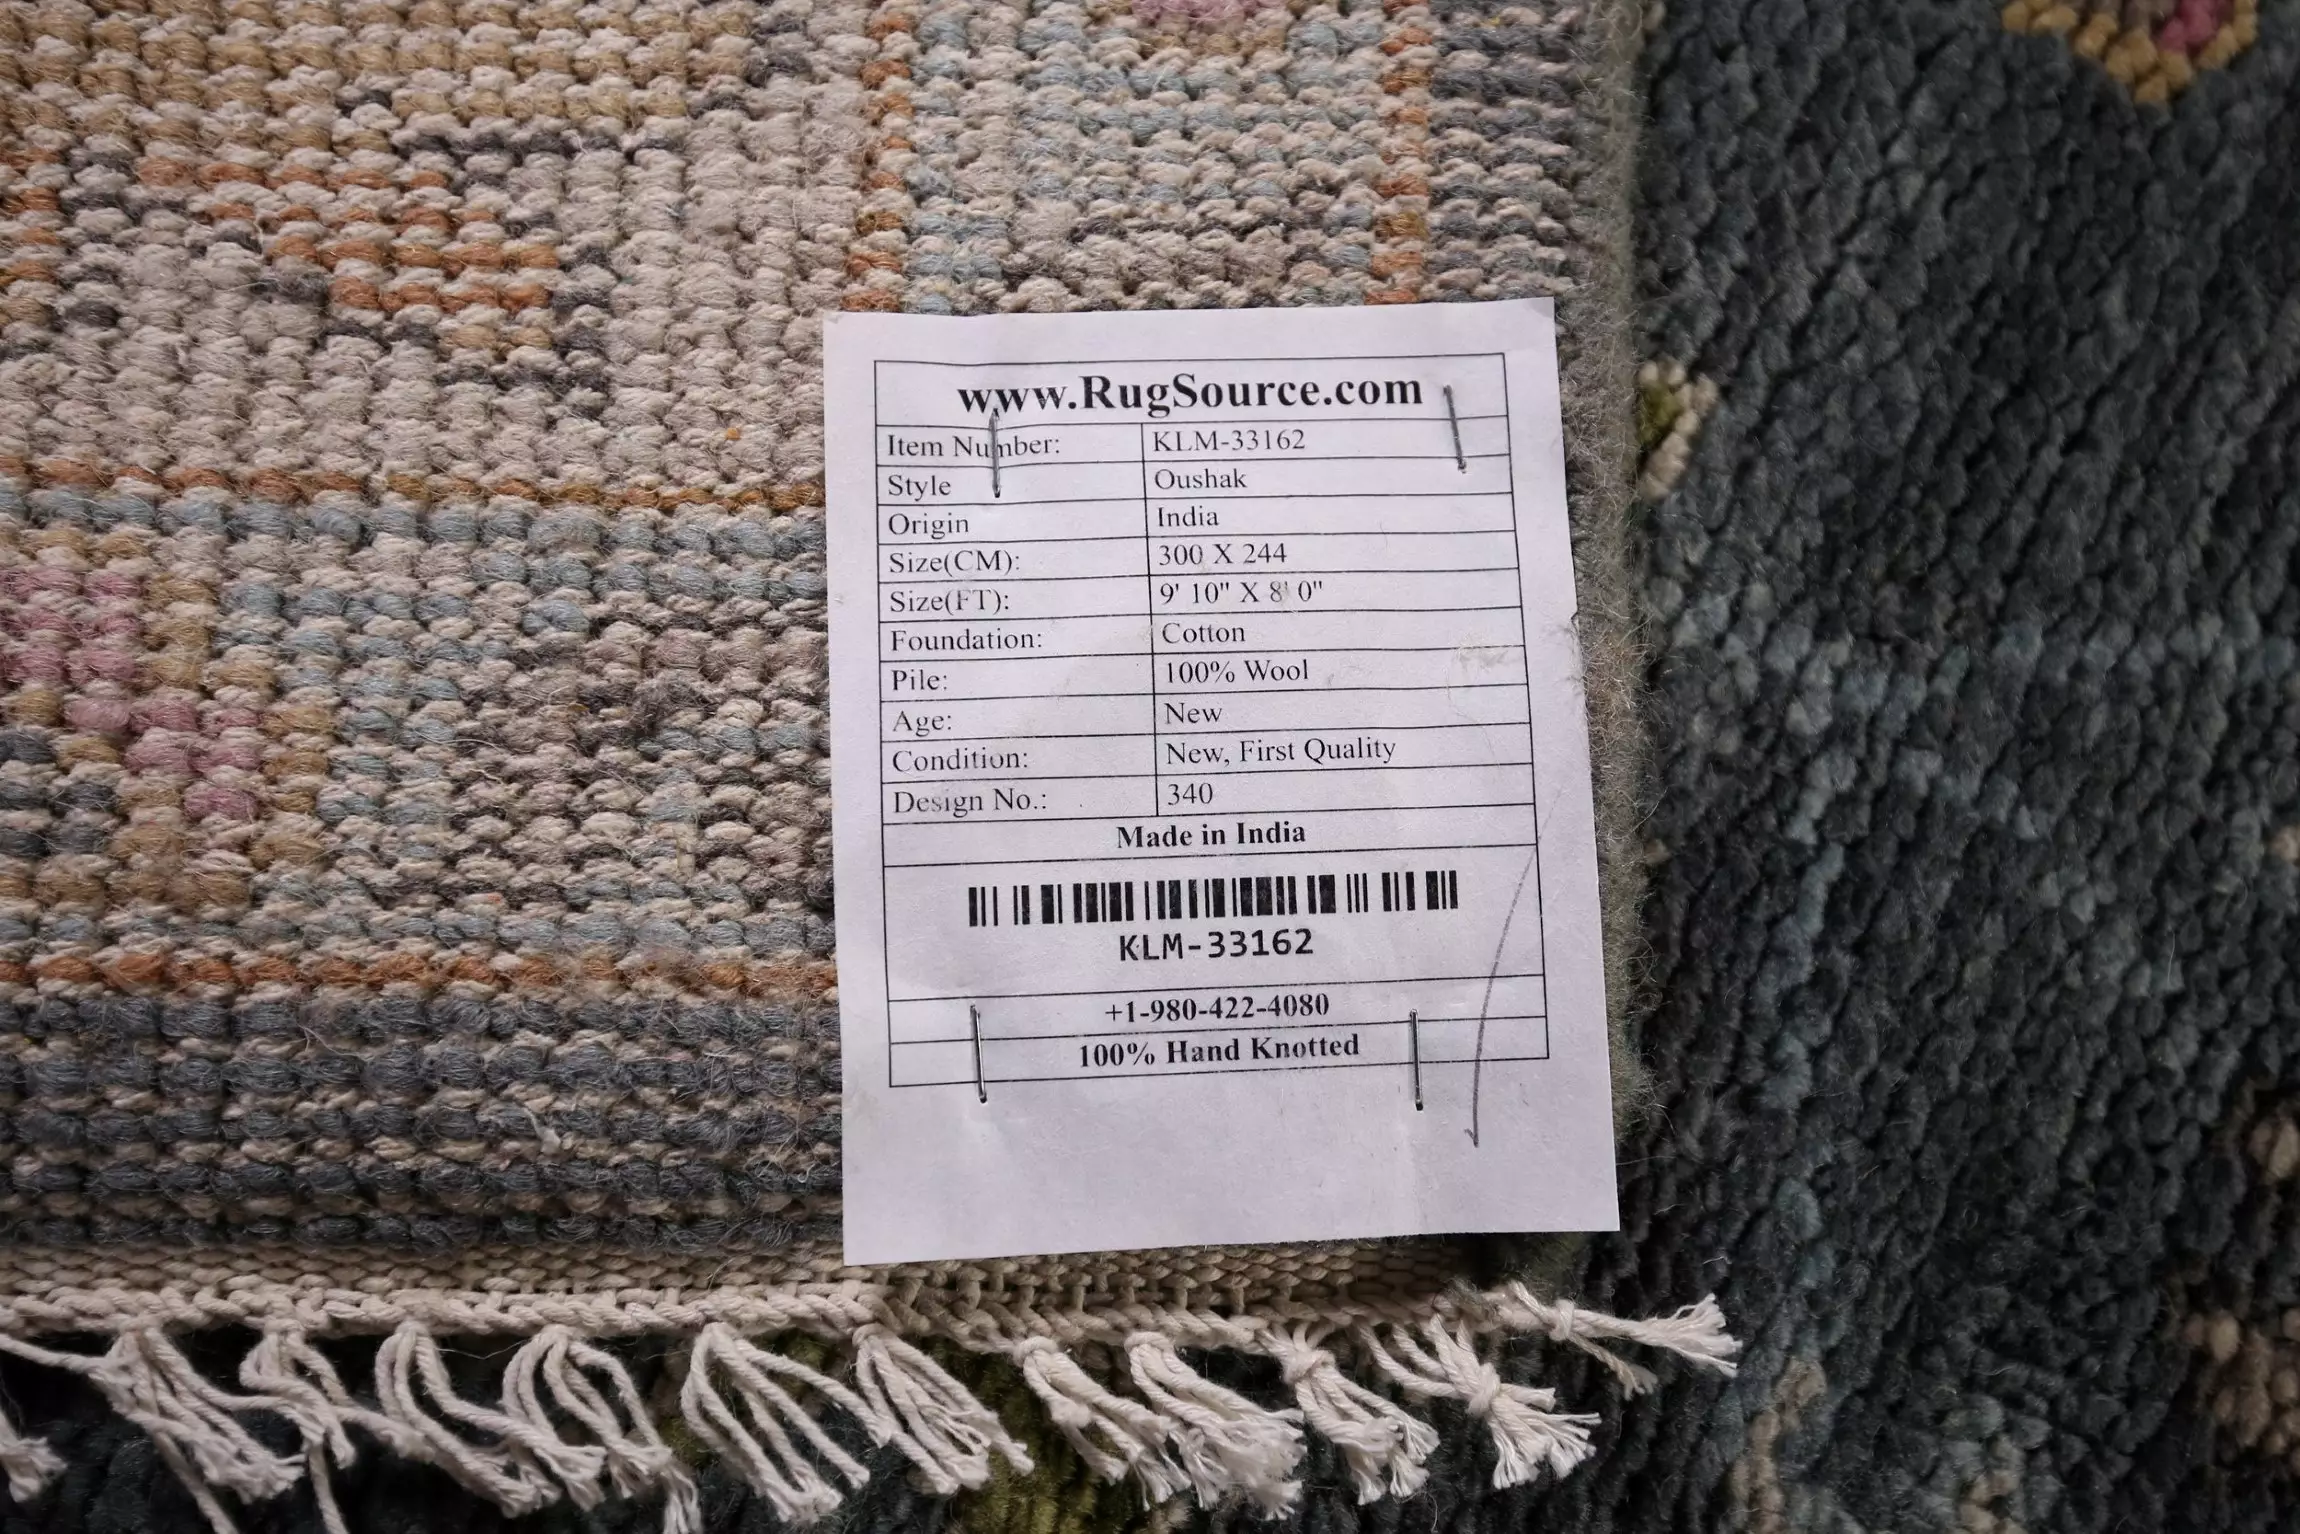 www.RugSource.com
Item Number: KLM-33162
Style Oushak
Origin India
Size(CM): 300 X 244
Size(FT): 9' 10" X 8' 0"
Foundation: Cotton
Pile: 100% Wool
Age: New
Condition: New, First Quality
Design No.: 340
Made in India
KLM-33162
+1-980-422-4080
100% Hand Knotted